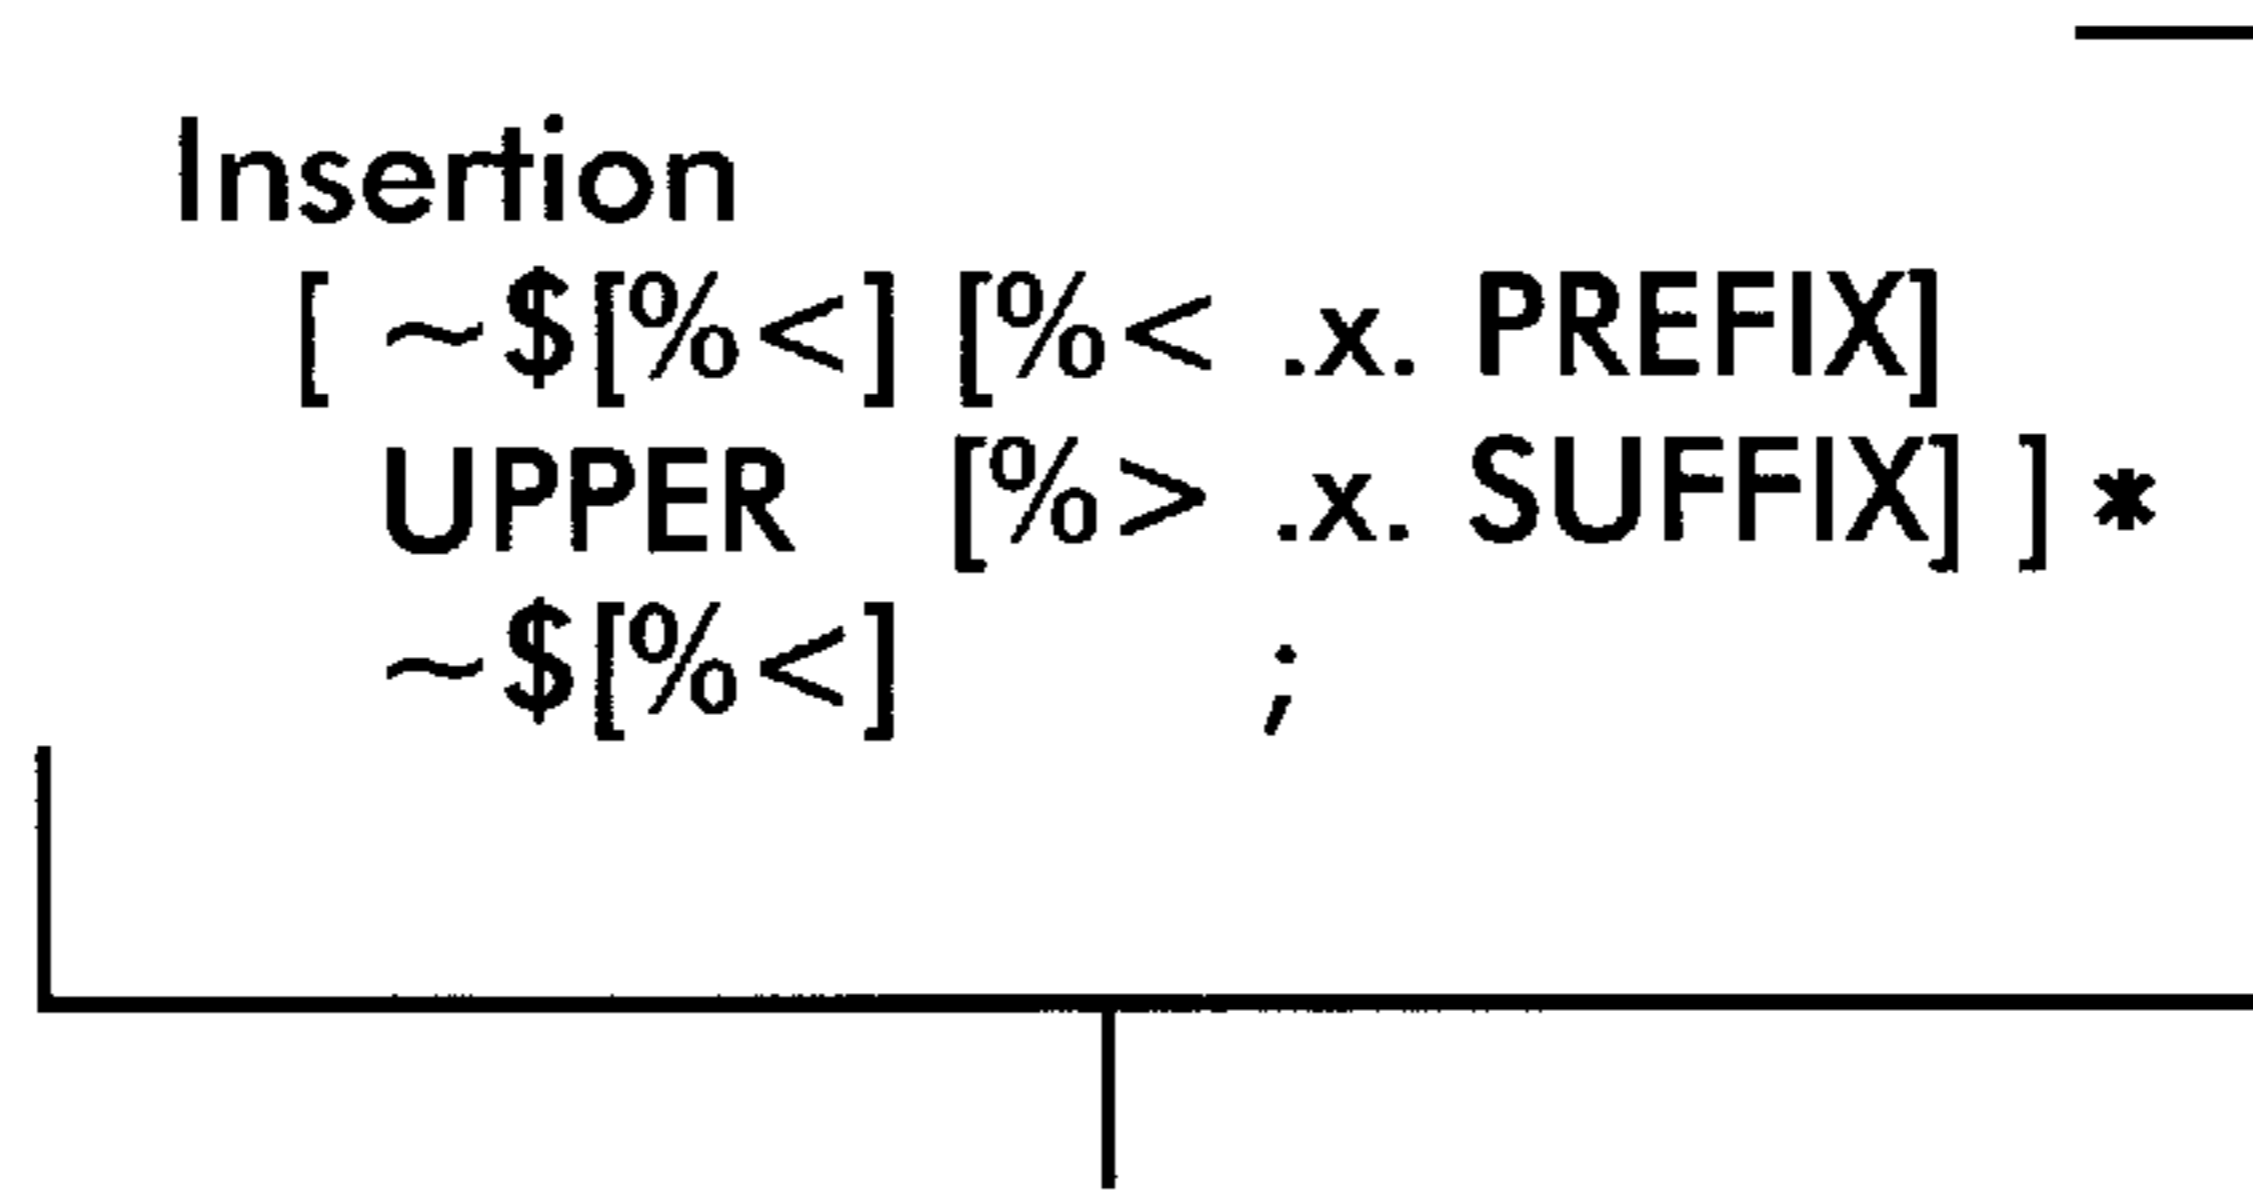 Insertion
[ ~$[%<] [%< .x. PREFIX]
UPPER [%> .x. SUFFIX] ]*
~$[%<] ;